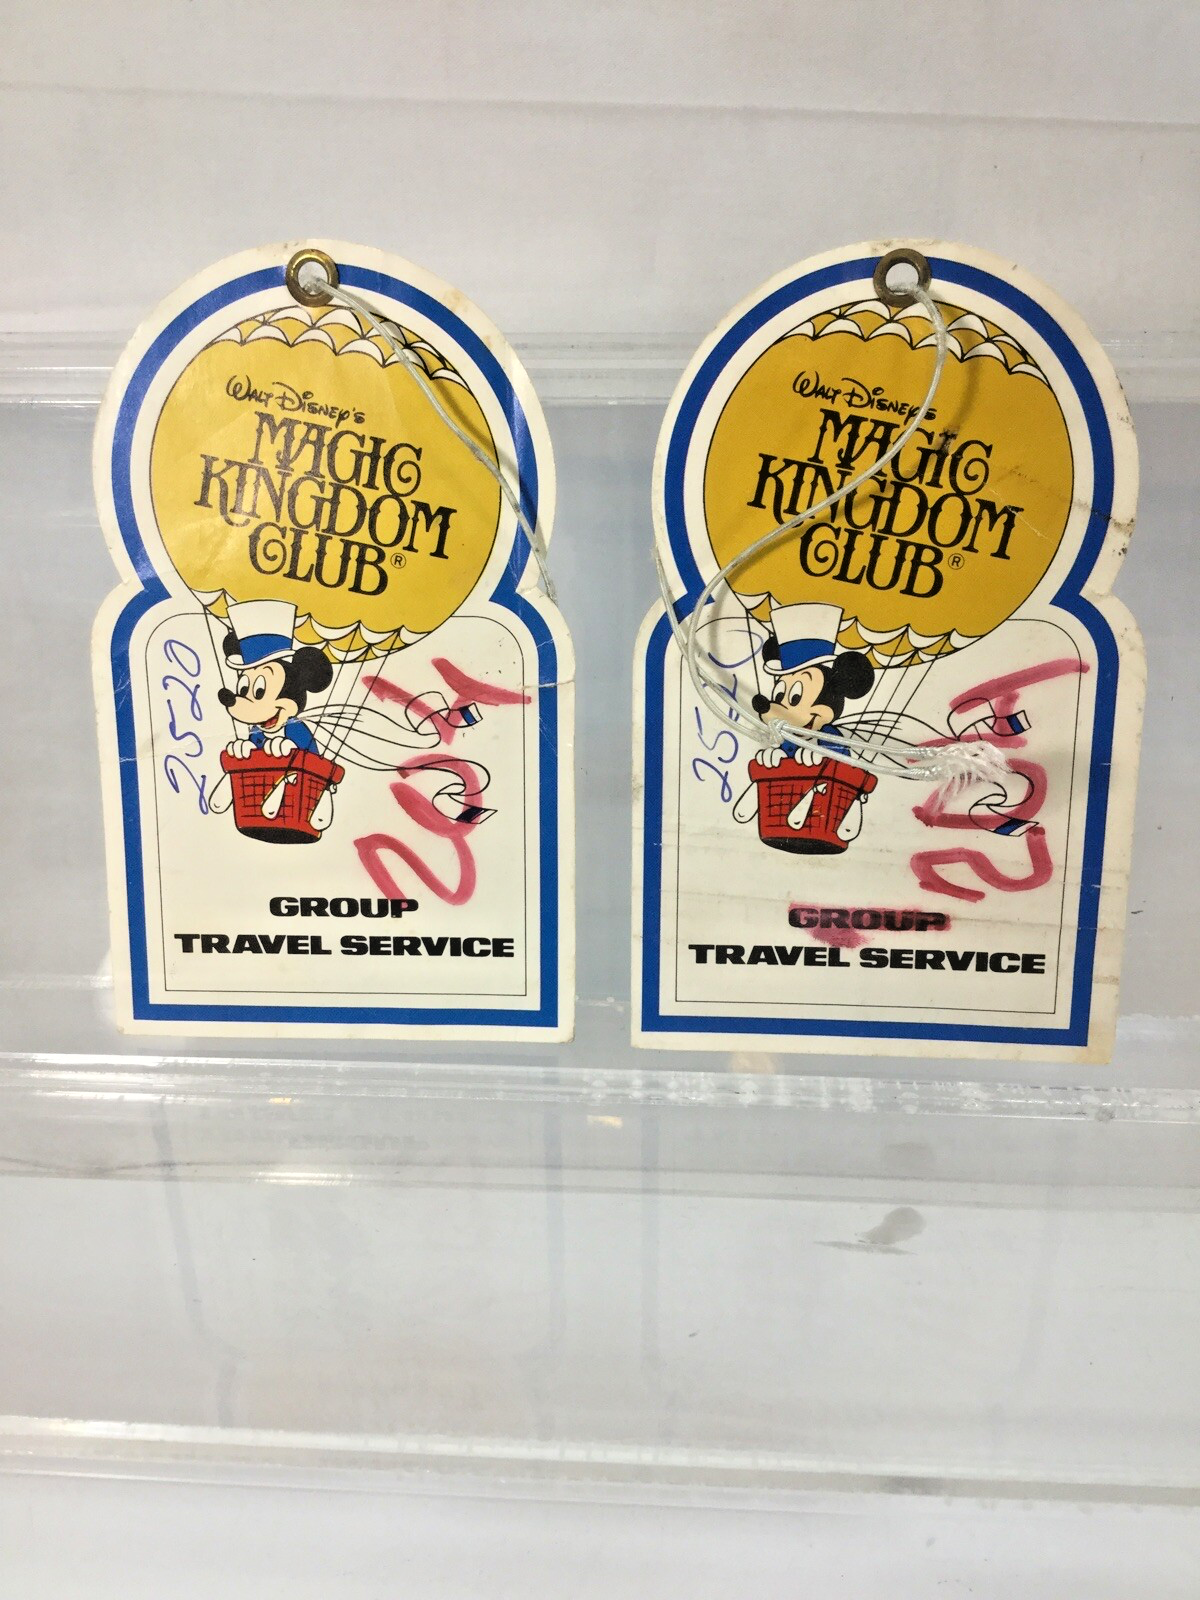 WALT DISNEY'S
MAGIC
KINGDOM
CLUB®
2520
GROUP
TRAVEL SERVICE
WALT DISNEY'S
MAGIC
KINGDOM
CLUB®
GROUP
TRAVEL SERVICE